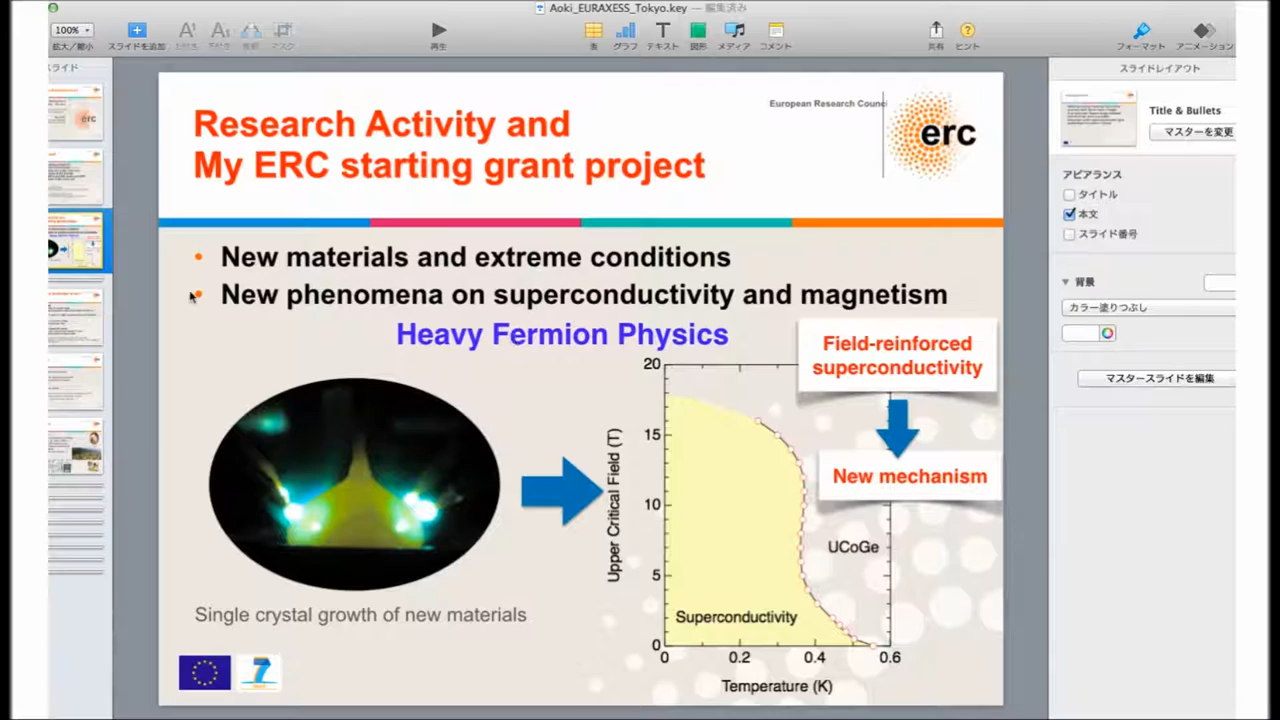 Aoki_EURAXESS_Tokyo.key — 編集済み
100%
拡大/縮小
スライドを追加
マスク
再生
表
グラフ
テキスト
図形
メディア
コメント
共有
ヒント
フォーマット
アニメーション
スライド
スライドレイアウト
Research Activity and
My ERC starting grant project
European Research Counci
erc
Title & Bullets
マスターを変更
アピアランス
タイトル
本文
スライド番号
背景
カラー塗りつぶし
マスタースライドを編集
• New materials and extreme conditions
• New phenomena on superconductivity and magnetism
Heavy Fermion Physics
Field-reinforced
superconductivity
New mechanism
20
15
10
5
0
Upper Critical Field (T)
UCoGe
Superconductivity
0 0.2 0.4 0.6
Temperature (K)
Single crystal growth of new materials